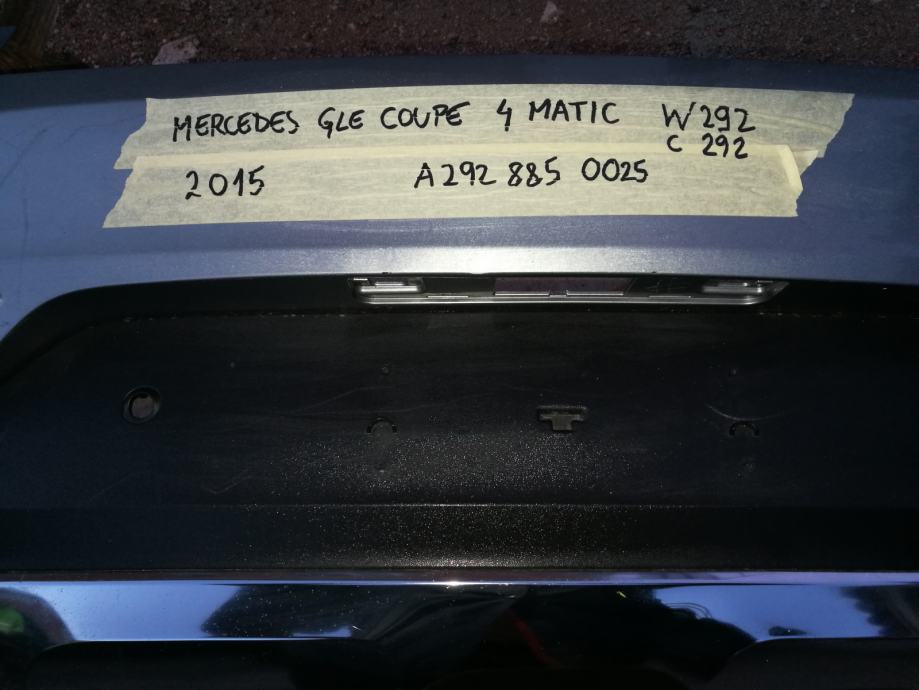 MERCEDES GLE COUPE 4 MATIC W292
C 292
2015 A292 885 0025